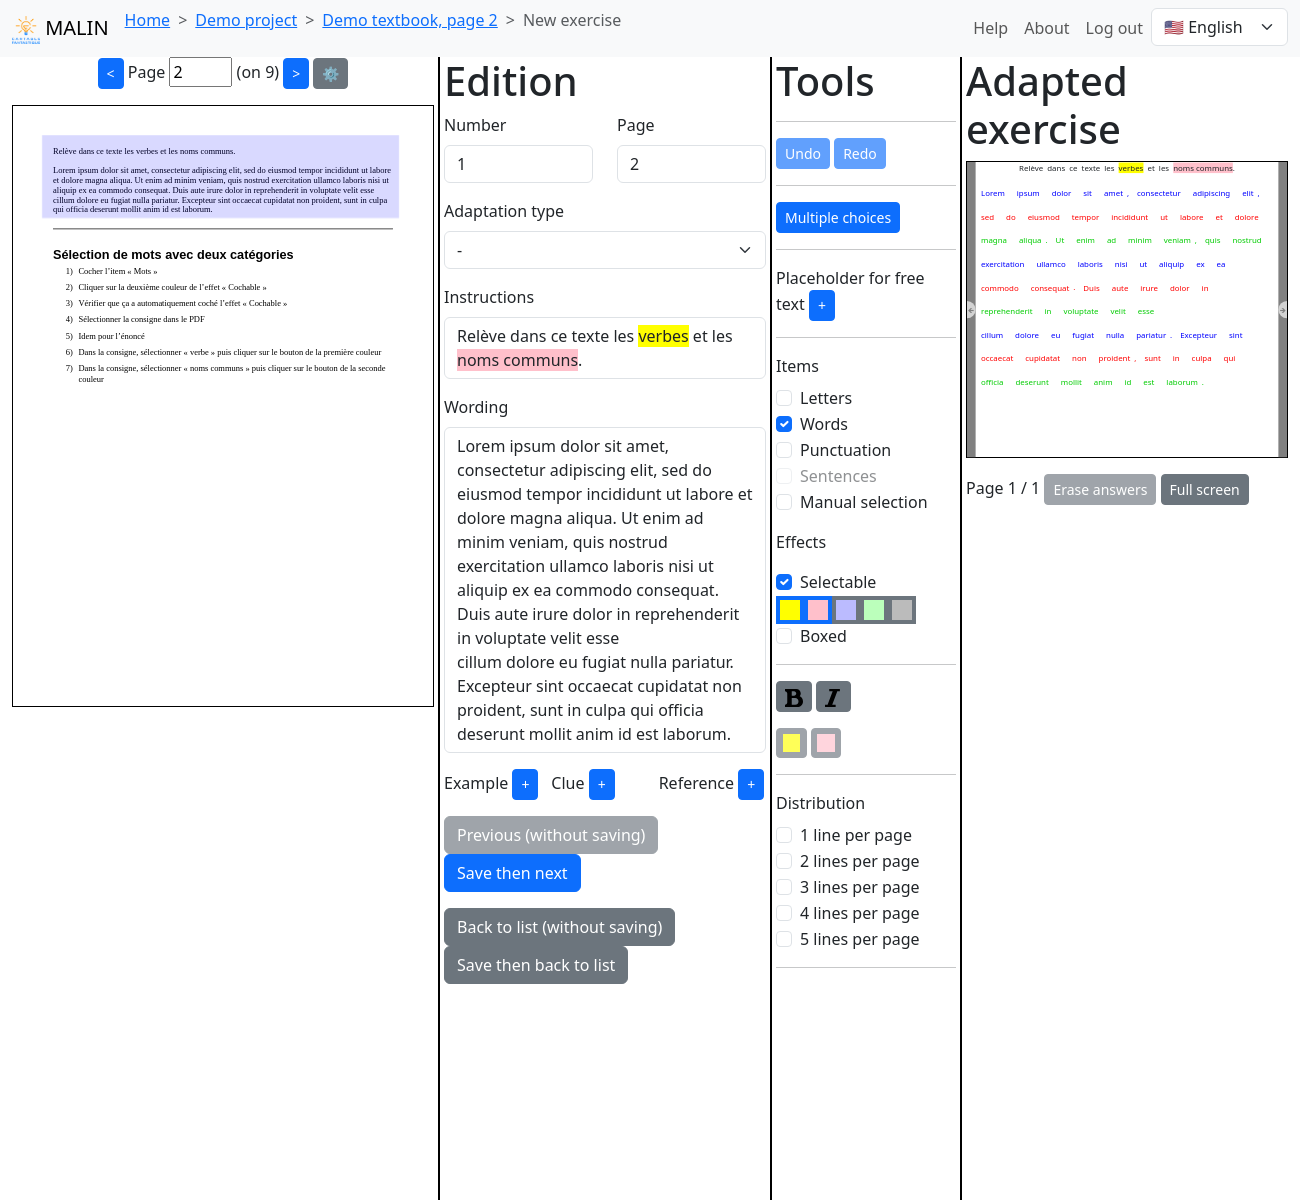 MALIN
Home > Demo project > Demo textbook, page 2 > New exercise
Help About Log out 🇺🇸 English
< Page 2 (on 9) > ⚙️
Relève dans ce texte les verbes et les noms communs.
Lorem ipsum dolor sit amet, consectetur adipiscing elit, sed do eiusmod tempor incididunt ut labore
et dolore magna aliqua. Ut enim ad minim veniam, quis nostrud exercitation ullamco laboris nisi ut
aliquip ex ea commodo consequat. Duis aute irure dolor in reprehenderit in voluptate velit esse
cillum dolore eu fugiat nulla pariatur. Excepteur sint occaecat cupidatat non proident, sunt in culpa
qui officia deserunt mollit anim id est laborum.
Sélection de mots avec deux catégories
1) Cocher l’item « Mots »
2) Cliquer sur la deuxième couleur de l’effet « Cochable »
3) Vérifier que ça a automatiquement coché l’effet « Cochable »
4) Sélectionner la consigne dans le PDF
5) Idem pour l’énoncé
6) Dans la consigne, sélectionner « verbe » puis cliquer sur le bouton de la première couleur
7) Dans la consigne, sélectionner « noms communs » puis cliquer sur le bouton de la seconde
couleur
Edition
Number Page
1 2
Adaptation type
-
Instructions
Relève dans ce texte les verbes et les
noms communs.
Wording
Lorem ipsum dolor sit amet,
consectetur adipiscing elit, sed do
eiusmod tempor incididunt ut labore et
dolore magna aliqua. Ut enim ad
minim veniam, quis nostrud
exercitation ullamco laboris nisi ut
aliquip ex ea commodo consequat.
Duis aute irure dolor in reprehenderit
in voluptate velit esse
cillum dolore eu fugiat nulla pariatur.
Excepteur sint occaecat cupidatat non
proident, sunt in culpa qui officia
deserunt mollit anim id est laborum.
Example + Clue + Reference +
Previous (without saving)
Save then next
Back to list (without saving)
Save then back to list
Tools
Undo Redo
Multiple choices
Placeholder for free
text +
Items
Letters
Words
Punctuation
Sentences
Manual selection
Effects
Selectable
Boxed
B I
Distribution
1 line per page
2 lines per page
3 lines per page
4 lines per page
5 lines per page
Adapted
exercise
Relève dans ce texte les verbes et les noms communs.
Lorem ipsum dolor sit amet , consectetur adipiscing elit ,
sed do eiusmod tempor incididunt ut labore et dolore
magna aliqua . Ut enim ad minim veniam , quis nostrud
exercitation ullamco laboris nisi ut aliquip ex ea
commodo consequat . Duis aute irure dolor in
reprehenderit in voluptate velit esse
cillum dolore eu fugiat nulla pariatur . Excepteur sint
occaecat cupidatat non proident , sunt in culpa qui
officia deserunt mollit anim id est laborum .
Page 1 / 1 Erase answers Full screen